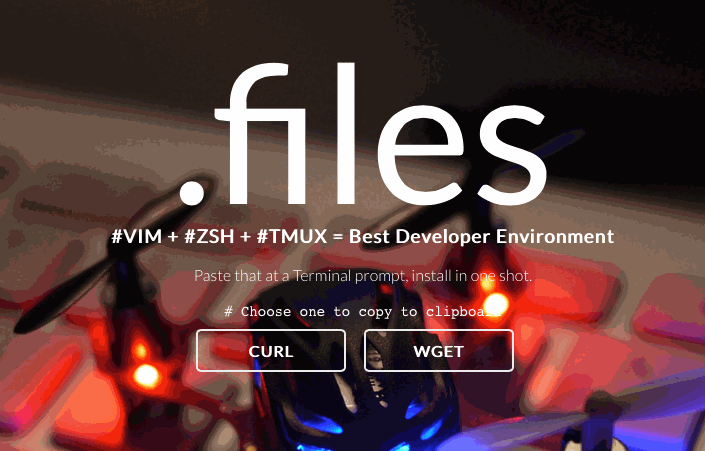 .files
#VIM + #ZSH + #TMUX = Best Developer Environment
Paste that at a Terminal prompt, install in one shot.
# Choose one to copy to clipboard
CURL
WGET